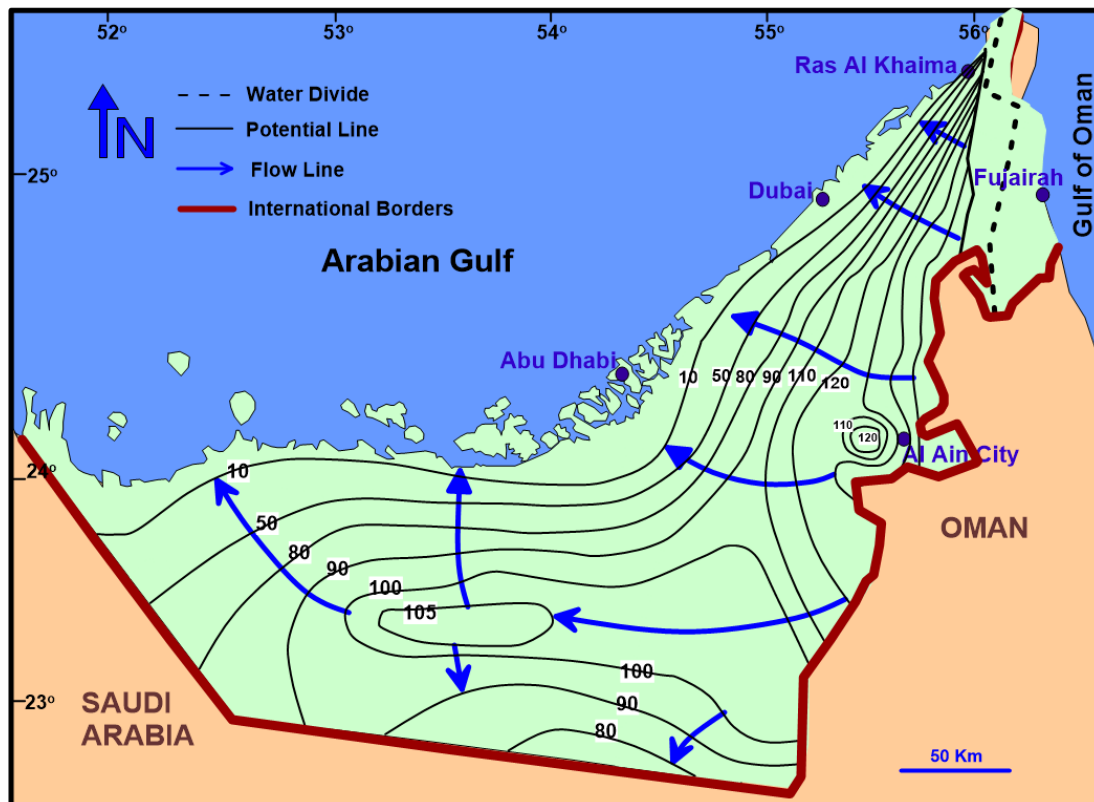 52º 53º 54º 55º 56º
Ras Al Khaima
Water Divide
Potential Line
Flow Line
International Borders
N
25º
Dubai
Fujairah
Gulf of Oman
Arabian Gulf
Abu Dhabi
10 50 80 90 110 120
110
120
Al Ain City
24º
10
50
80
90
100
105
OMAN
100
90
80
SAUDI
ARABIA
23º
50 Km